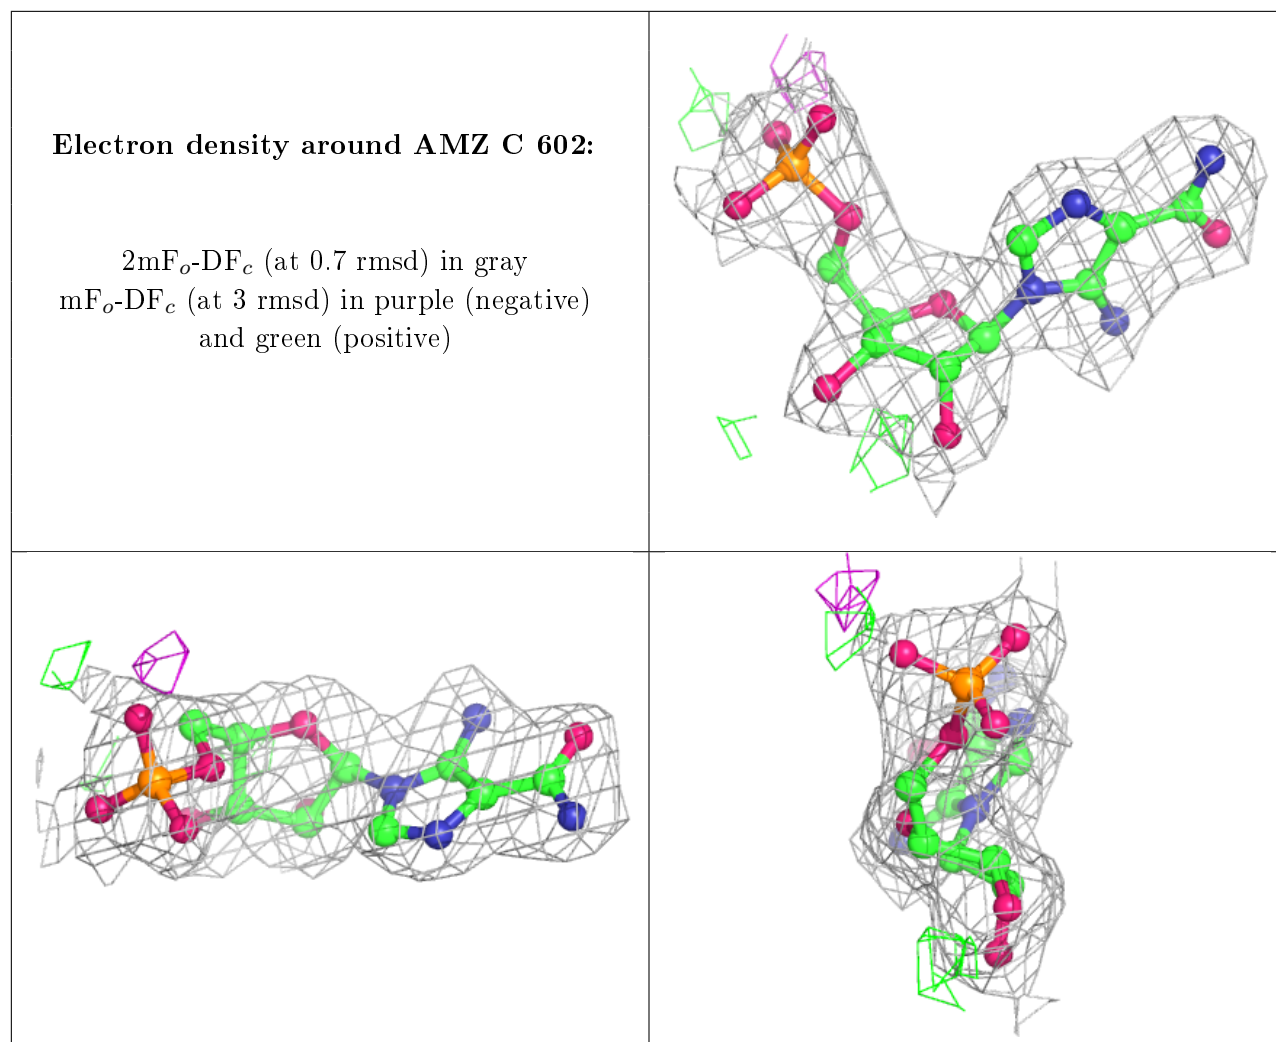 Electron density around AMZ C 602:
2mFo-DFc (at 0.7 rmsd) in gray
mFo-DFc (at 3 rmsd) in purple (negative)
and green (positive)